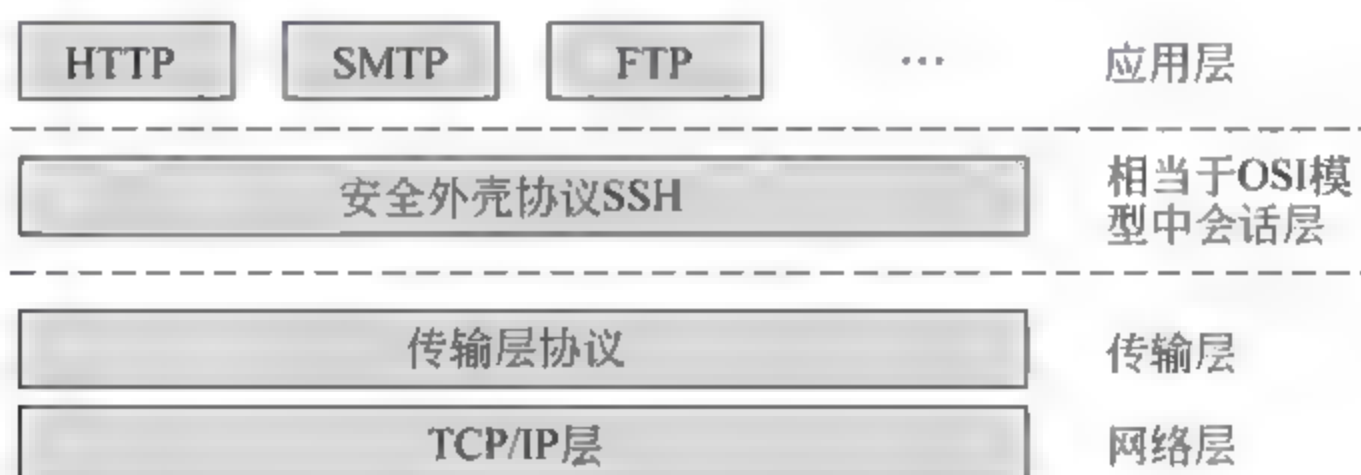 HTTP SMTP FTP ... 应用层
安全外壳协议SSH 相当于OSI模
型中会话层
传输层协议 传输层
TCP/IP层 网络层